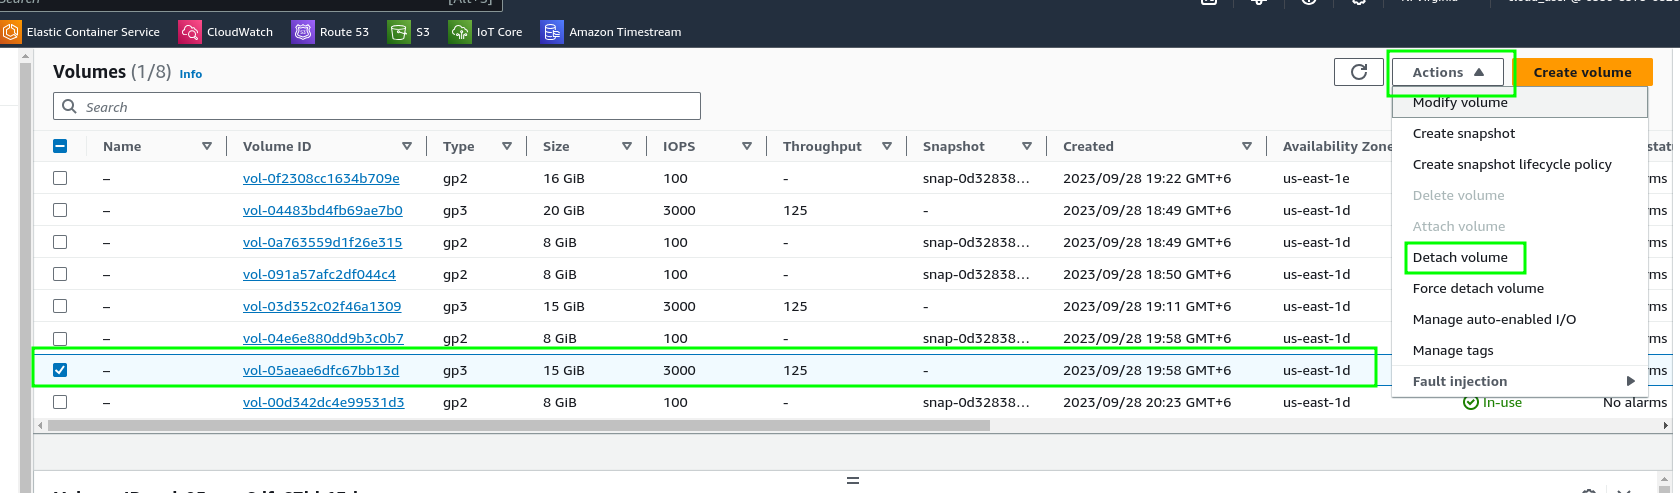 Search [Alt+S]
Elastic Container Service CloudWatch Route 53 S3 IoT Core Amazon Timestream
Volumes (1/8) Info Actions Create volume
Search
Modify volume
Create snapshot
Create snapshot lifecycle policy
Delete volume
Attach volume
Detach volume
Force detach volume
Manage auto-enabled I/O
Manage tags
Fault injection
Name Volume ID Type Size IOPS Throughput Snapshot Created Availability Zone
– vol-0f2308cc1634b709e gp2 16 GiB 100 - snap-0d32838... 2023/09/28 19:22 GMT+6 us-east-1e
– vol-04483bd4fb69ae7b0 gp3 20 GiB 3000 125 - 2023/09/28 18:49 GMT+6 us-east-1d
– vol-0a763559d1f26e315 gp2 8 GiB 100 - snap-0d32838... 2023/09/28 18:49 GMT+6 us-east-1d
– vol-091a57afc2df044c4 gp2 8 GiB 100 - snap-0d32838... 2023/09/28 18:50 GMT+6 us-east-1d
– vol-03d352c02f46a1309 gp3 15 GiB 3000 125 - 2023/09/28 19:11 GMT+6 us-east-1d
– vol-04e6e880dd9b3c0b7 gp2 8 GiB 100 - snap-0d32838... 2023/09/28 19:58 GMT+6 us-east-1d
– vol-05aeae6dfc67bb13d gp3 15 GiB 3000 125 - 2023/09/28 19:58 GMT+6 us-east-1d
– vol-00d342dc4e99531d3 gp2 8 GiB 100 - snap-0d32838... 2023/09/28 20:23 GMT+6 us-east-1d In-use No alarms